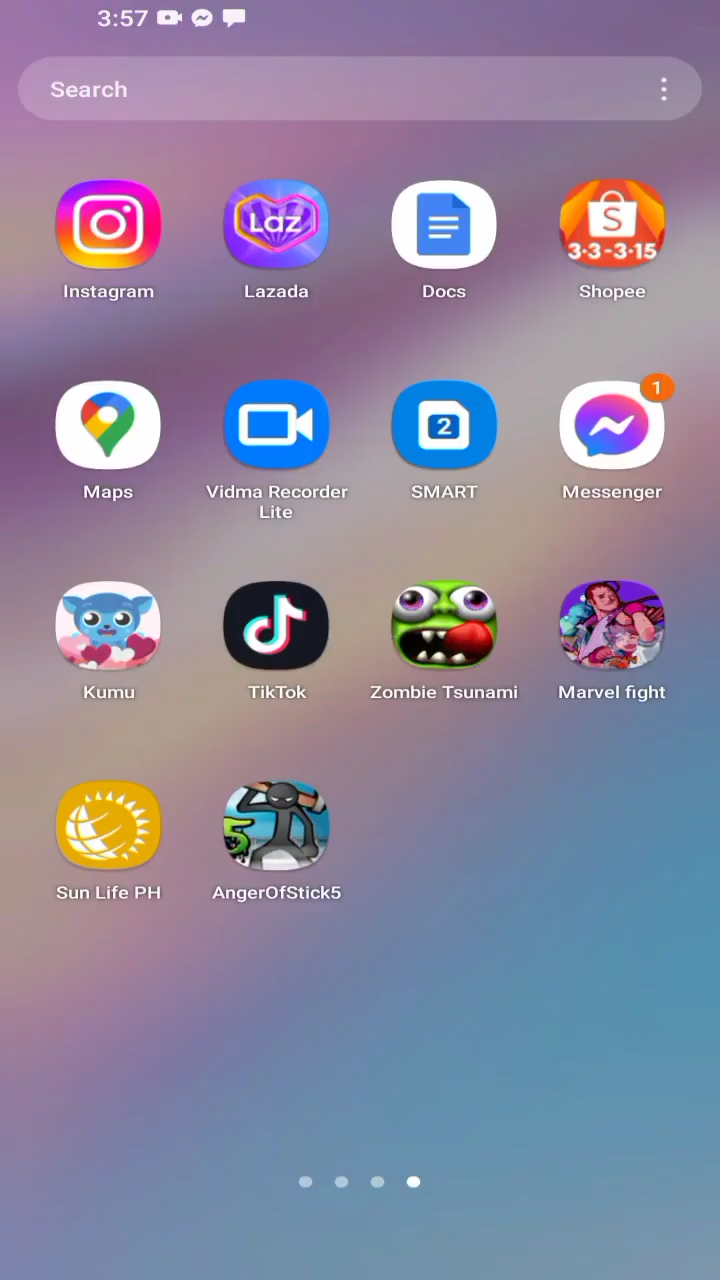 3:57
Search
Laz
S
3.3-3.15
Instagram
Lazada
Docs
Shopee
2
1
Maps
Vidma Recorder
Lite
SMART
Messenger
Kumu
TikTok
Zombie Tsunami
Marvel fight
5
Sun Life PH
AngerOfStick5